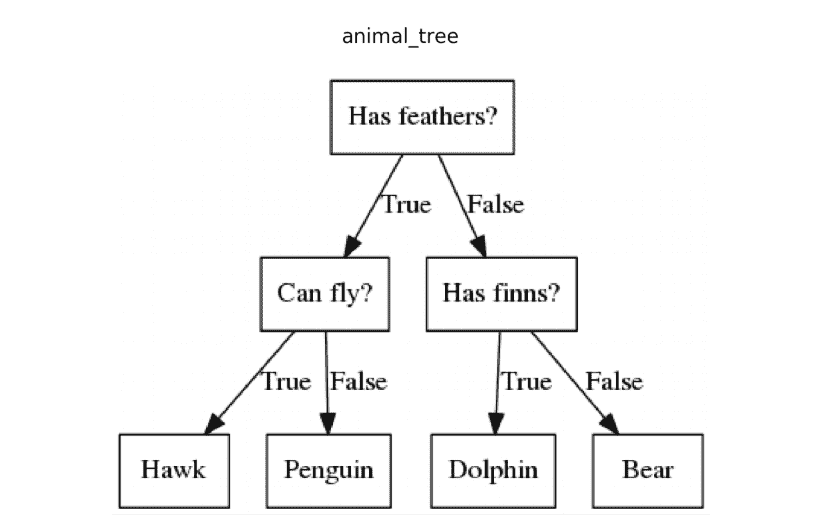 animal_tree
Has feathers?
True False
Can fly? Has finns?
True False True False
Hawk Penguin Dolphin Bear